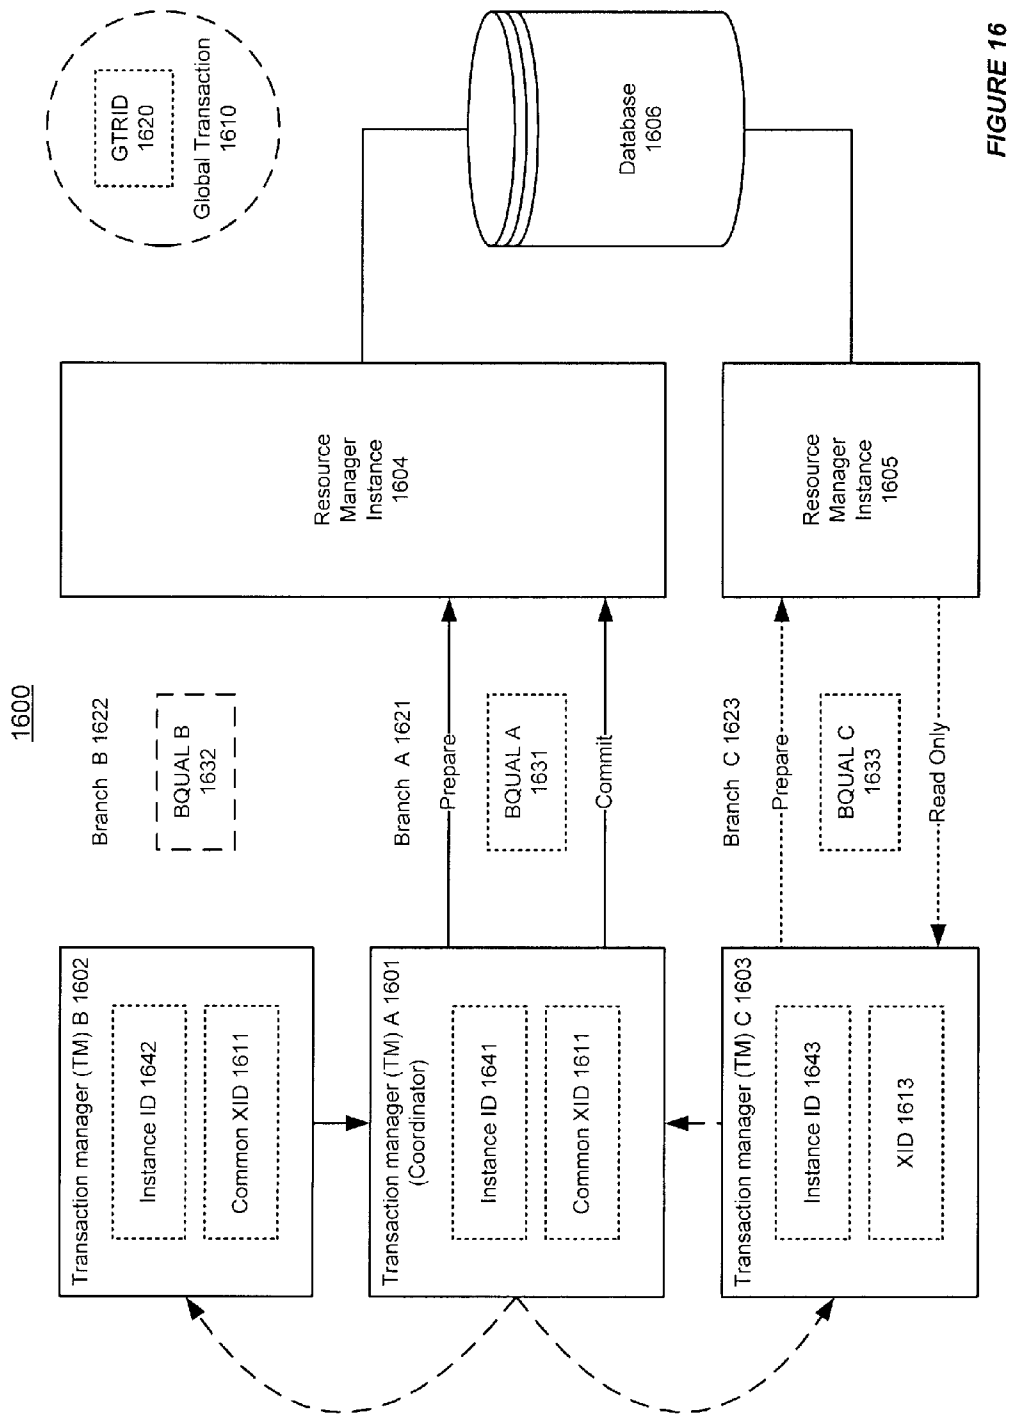 1600
Transaction manager (TM) B 1602
Instance ID 1642
Common XID 1611
Branch B 1622
BQUAL B
1632
Transaction manager (TM) A 1601
(Coordinator)
Instance ID 1641
Common XID 1611
Branch A 1621
Prepare
BQUAL A
1631
Commit
Resource
Manager
Instance
1604
GTRID
1620
Global Transaction
1610
Database
1606
Transaction manager (TM) C 1603
Instance ID 1643
XID 1613
Branch C 1623
Prepare
BQUAL C
1633
Read Only
Resource
Manager
Instance
1605
FIGURE 16